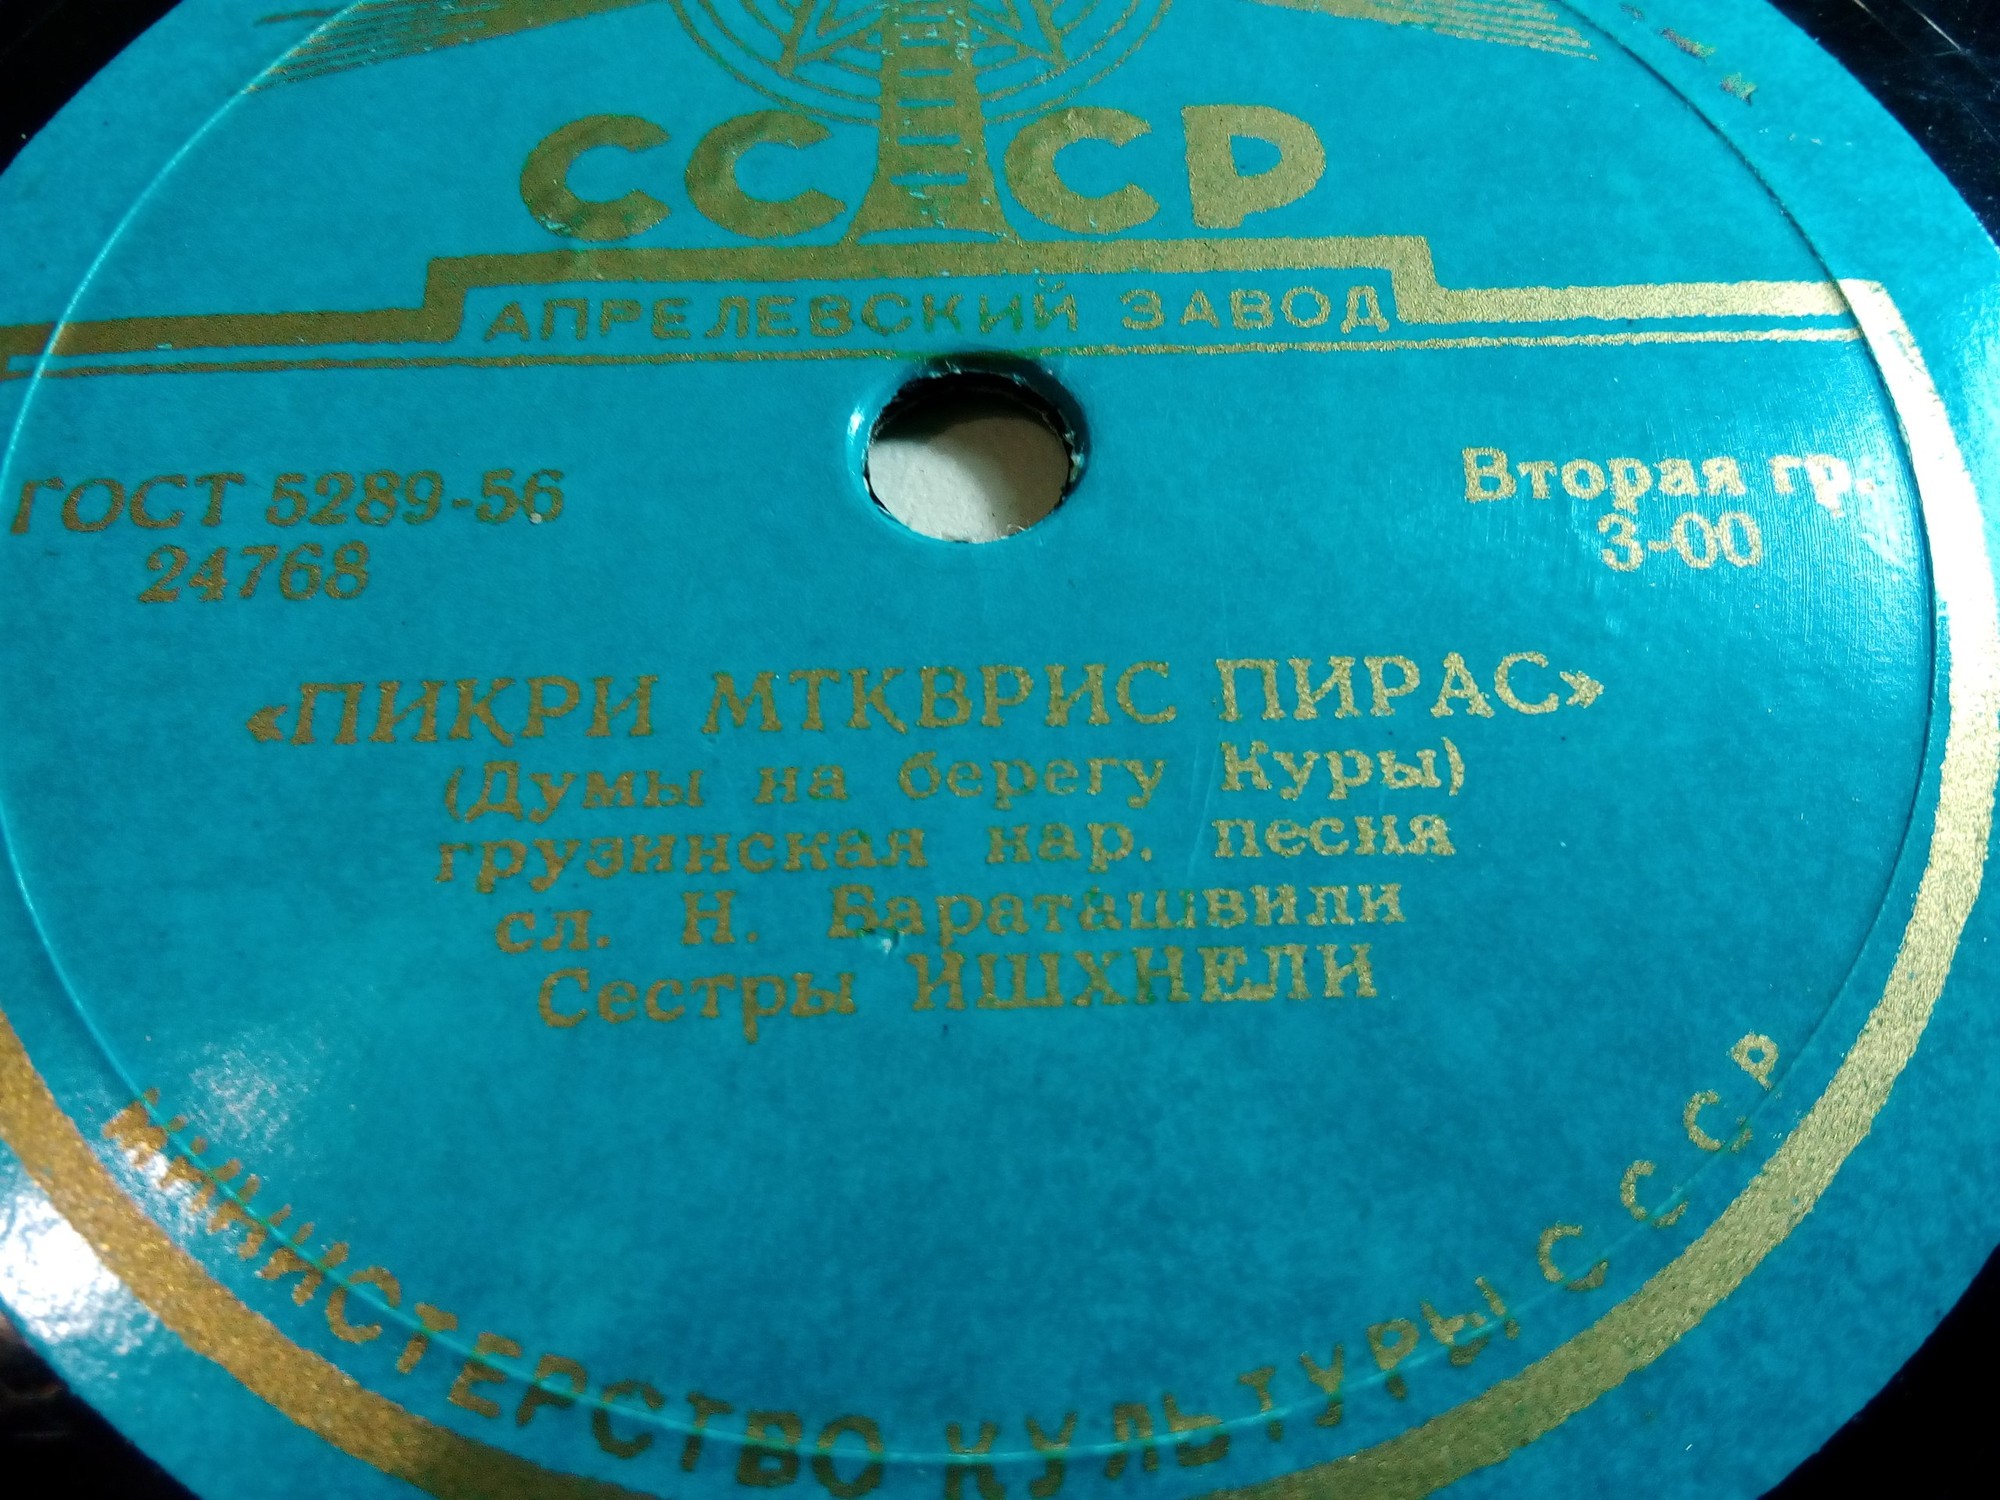 СССР
АПРЕЛЕВСКИЙ ЗАВОД
ГОСТ 5289-56
24768
Вторая гр.
3-00
«ПИКРИ МТКВРИС ПИРАС»
(Думы на берегу Куры)
грузинская нар. песня
сл. Н. Бараташвили
Сестры ИШХНЕЛИ
МИНИСТЕРСТВО КУЛЬТУРЫ СССР